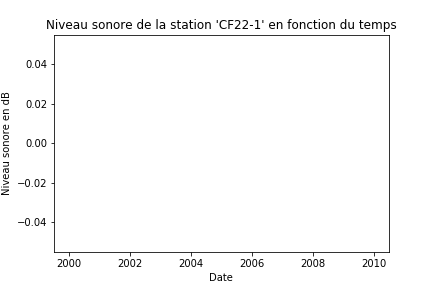 Niveau sonore de la station 'CF22-1' en fonction du temps
0.04
0.02
0.00
−0.02
−0.04
Niveau sonore en dB
2000 2002 2004 2006 2008 2010
Date